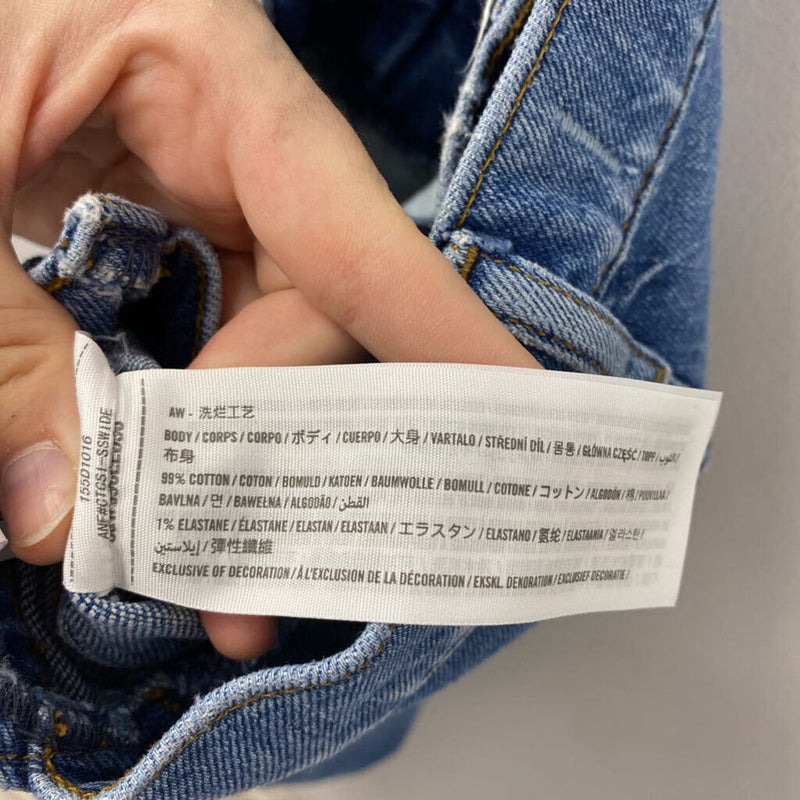 AW - 洗烂工艺
BODY / CORPS / CORPO / ボディ / CUERPO / 大身 / VARTALO / STŘEDNÍ DÍL / 몸통 / GŁÓWNA CZĘŚĆ / TOPP / الثوب /
布身
99% COTTON / COTON / BOMULD / KATOEN / BAUMWOLLE / BOMULL / COTONE / コットン / ALGODÓN / 棉 / PUUVILLAA /
BAVLNA / 면 / BAWEŁNA / ALGODÃO / القطن
1% ELASTANE / ÉLASTANE / ELASTAN / ELASTAAN / エラスタン / ELASTANO / 氨纶 / ELASTAANIA / 엘라스탄 /
إيلاستين / 彈性纖維
EXCLUSIVE OF DECORATION / À L'EXCLUSION DE LA DÉCORATION / EKSKL. DEKORATION / EXCLUSIEF DECORATIE /
155D1016
ANF#CTCS1-SSWIDE